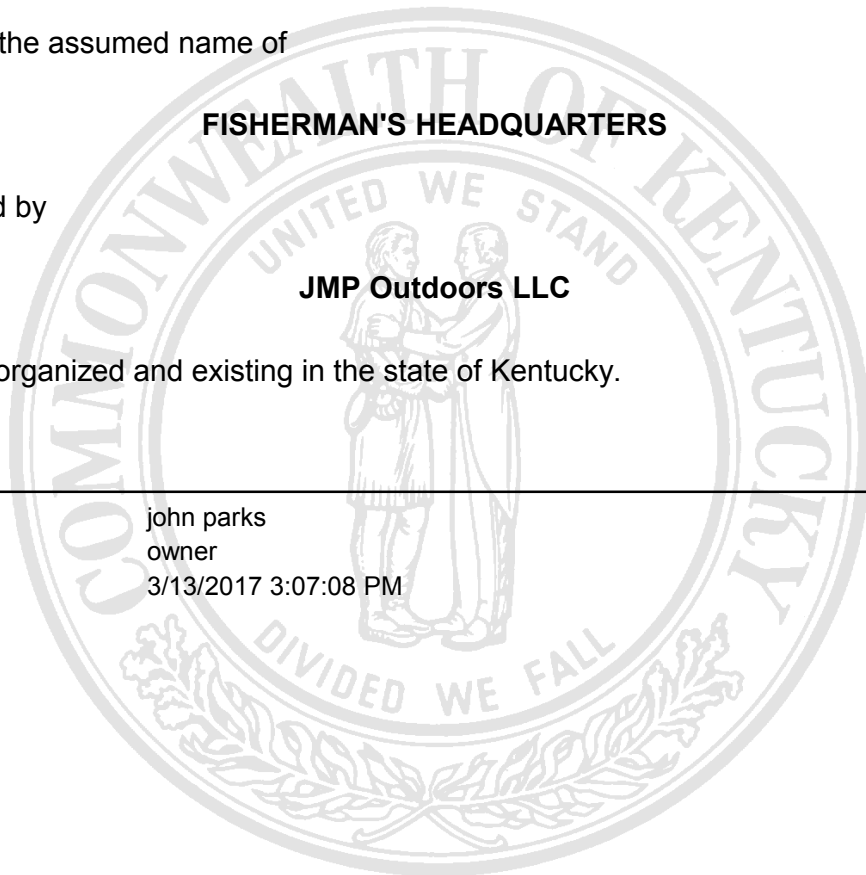 the assumed name of
FISHERMAN'S HEADQUARTERS
d by
JMP Outdoors LLC
organized and existing in the state of Kentucky.
john parks
owner
3/13/2017 3:07:08 PM
COMMONWEALTH OF KENTUCKY
UNITED WE STAND
DIVIDED WE FALL